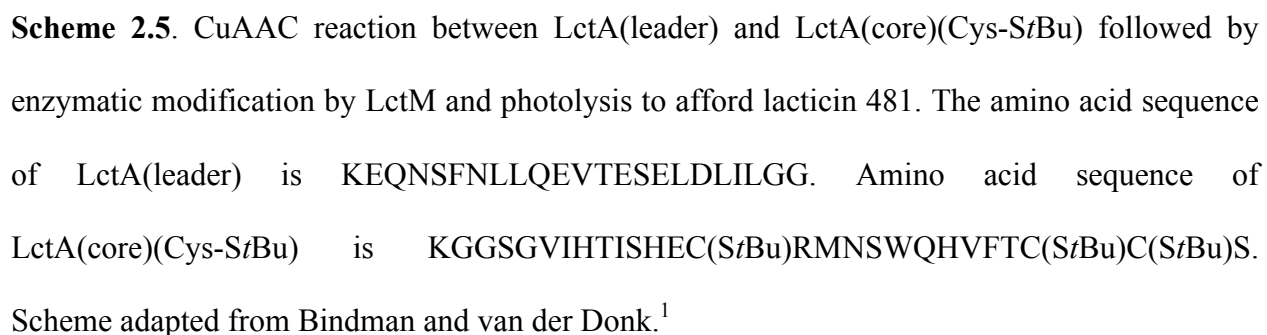 Scheme 2.5. CuAAC reaction between LctA(leader) and LctA(core)(Cys-StBu) followed by
enzymatic modification by LctM and photolysis to afford lacticin 481. The amino acid sequence
of LctA(leader) is KEQNSFNLLQEVTESELDLILGG. Amino acid sequence of
LctA(core)(Cys-StBu) is KGGSGVIHTISHEC(StBu)RMNSWQHVFTC(StBu)C(StBu)S.
Scheme adapted from Bindman and van der Donk.¹